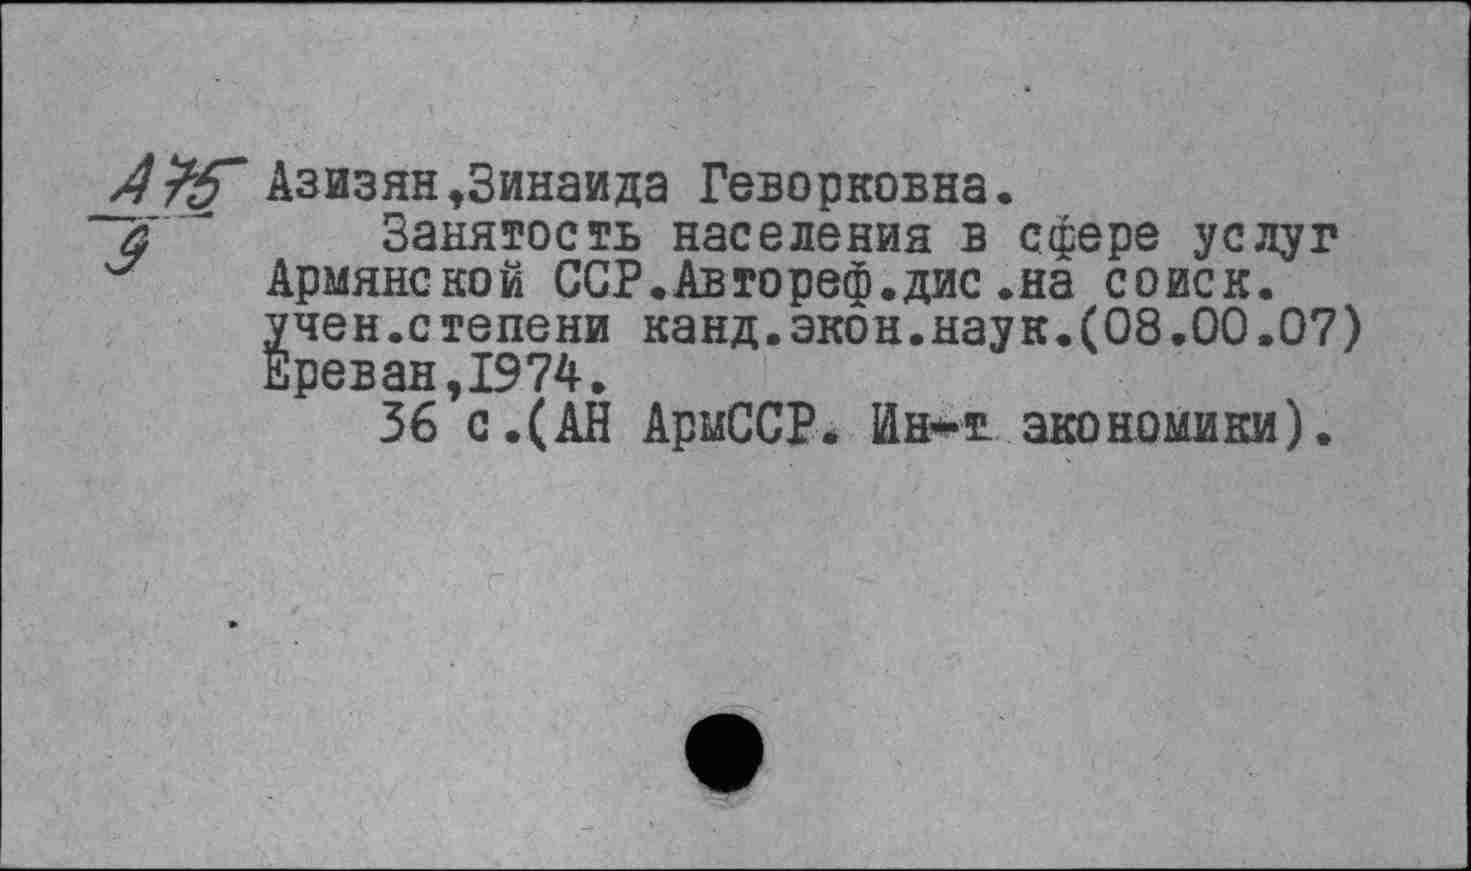 А75 Азизян,Зинаида Геворковна.
9 Занятость населения в сфере услуг
Армянской ССР.Автореф.дис.на соиск.
учен.степени канд.экон.наук.(08.00.07)
Ереван,1974.
36 с.(АН АрмССР. Ин-т экономики).